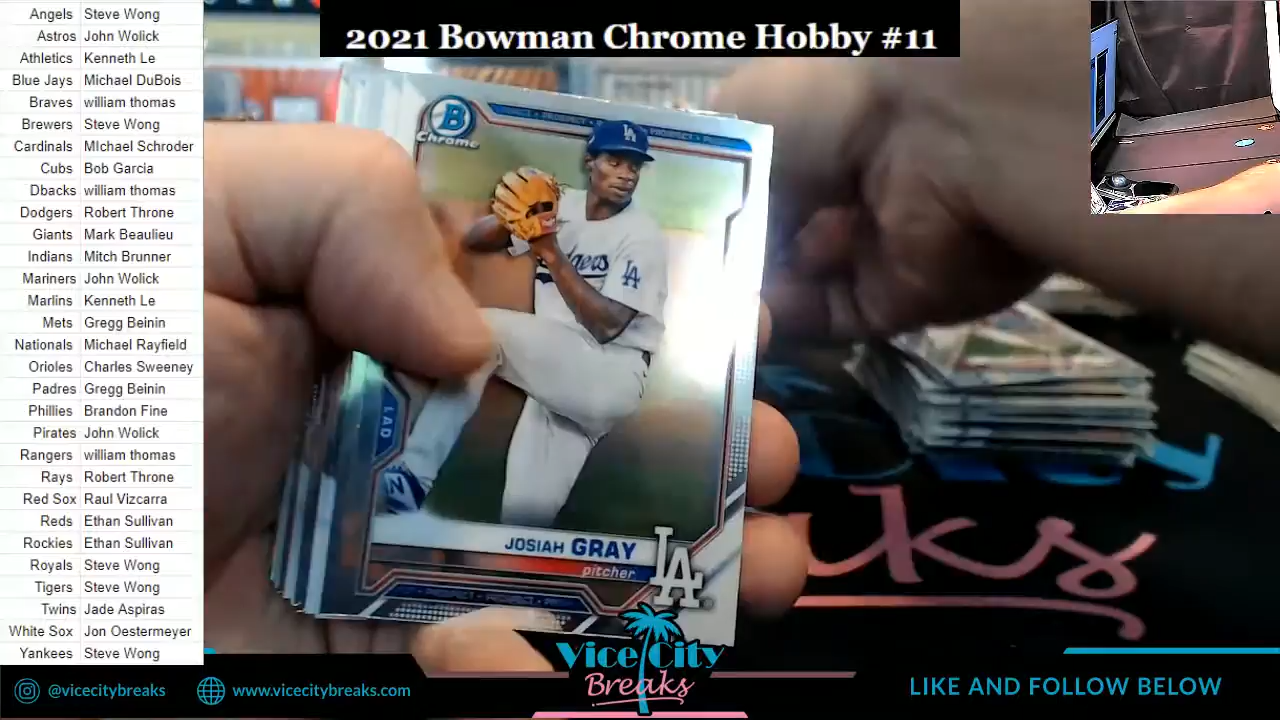 2021 Bowman Chrome Hobby #11
Angels Steve Wong
Astros John Wolick
Athletics Kenneth Le
Blue Jays Michael DuBois
Braves william thomas
Brewers Steve Wong
Cardinals MIchael Schroder
Cubs Bob Garcia
Dbacks william thomas
Dodgers Robert Throne
Giants Mark Beaulieu
Indians Mitch Brunner
Mariners John Wolick
Marlins Kenneth Le
Mets Gregg Beinin
Nationals Michael Rayfield
Orioles Charles Sweeney
Padres Gregg Beinin
Phillies Brandon Fine
Pirates John Wolick
Rangers william thomas
Rays Robert Throne
Red Sox Raul Vizcarra
Reds Ethan Sullivan
Rockies Ethan Sullivan
Royals Steve Wong
Tigers Steve Wong
Twins Jade Aspiras
White Sox Jon Oestermeyer
Yankees Steve Wong
B
Chrome
LA
LA
LAD
JOSIAH GRAY
pitcher
LA
Vice City
Breaks
@vicecitybreaks
www.vicecitybreaks.com
LIKE AND FOLLOW BELOW